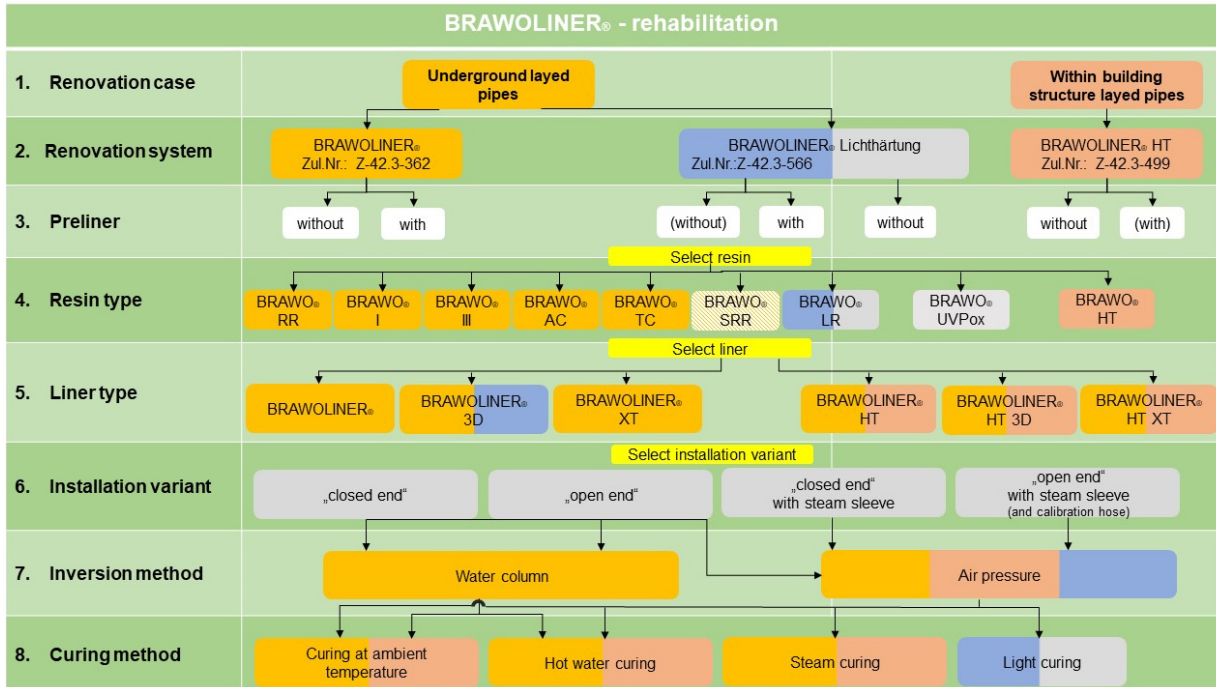 BRAWOLINER® - rehabilitation
1. Renovation case
Underground layed
pipes
Within building
structure layed pipes
2. Renovation system
BRAWOLINER®
Zul.Nr.: Z-42.3-362
BRAWOLINER® Lichthärtung
Zul.Nr.:Z-42.3-566
BRAWOLINER® HT
Zul.Nr.: Z-42.3-499
3. Preliner
without
with
(without)
with
without
without
(with)
Select resin
4. Resin type
BRAWO®
RR
BRAWO®
I
BRAWO®
III
BRAWO®
AC
BRAWO®
TC
BRAWO®
SRR
BRAWO®
LR
BRAWO®
UVPox
BRAWO®
HT
Select liner
5. Liner type
BRAWOLINER®
BRAWOLINER®
3D
BRAWOLINER®
XT
BRAWOLINER®
HT
BRAWOLINER®
HT 3D
BRAWOLINER®
HT XT
Select installation variant
6. Installation variant
„closed end“
„open end“
„closed end“
with steam sleeve
„open end“
with steam sleeve
(and calibration hose)
7. Inversion method
Water column
Air pressure
8. Curing method
Curing at ambient
temperature
Hot water curing
Steam curing
Light curing